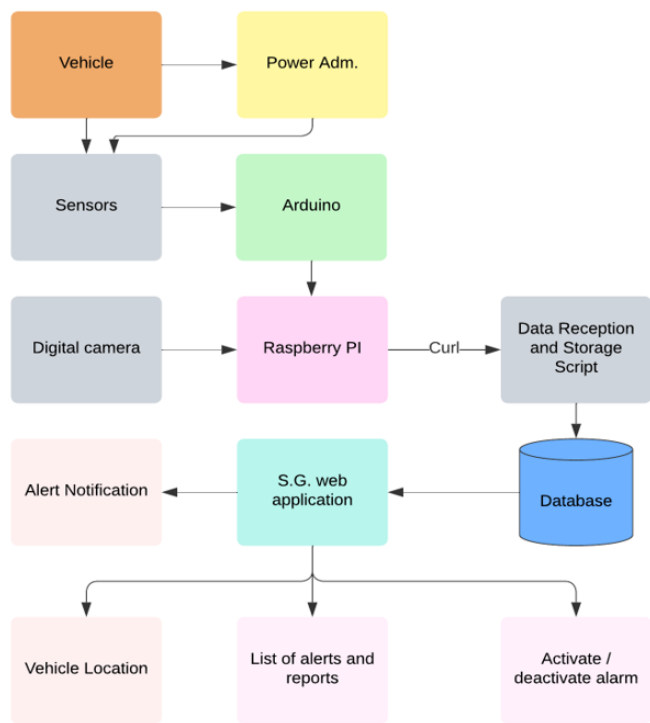 Vehicle
Power Adm.
Sensors
Arduino
Digital camera
Raspberry PI
Curl
Data Reception
and Storage
Script
Alert Notification
S.G. web
application
Database
Vehicle Location
List of alerts and
reports
Activate /
deactivate alarm